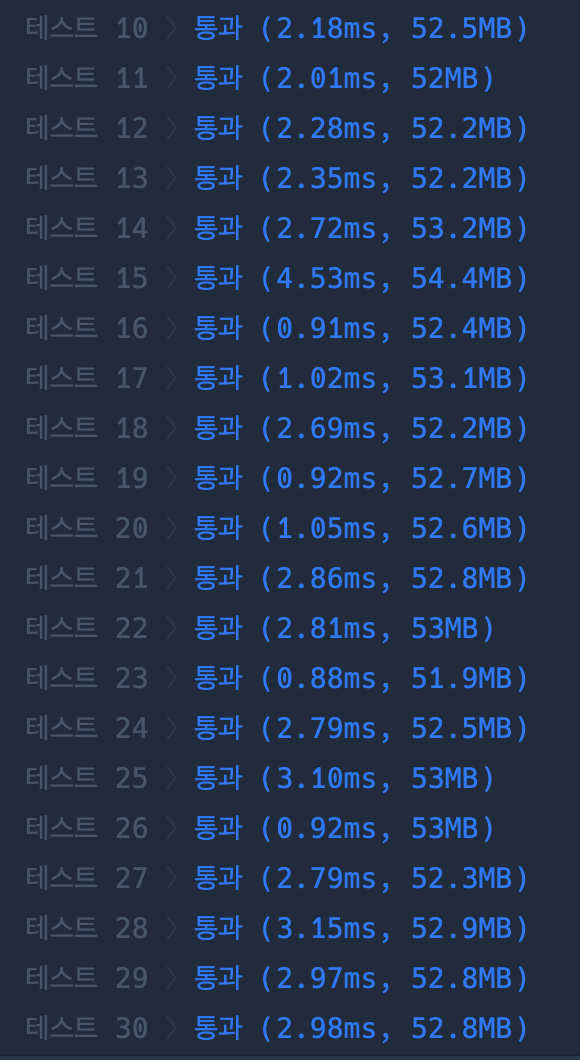 테스트 10 〉 통과 (2.18ms, 52.5MB)
테스트 11 〉 통과 (2.01ms, 52MB)
테스트 12 〉 통과 (2.28ms, 52.2MB)
테스트 13 〉 통과 (2.35ms, 52.2MB)
테스트 14 〉 통과 (2.72ms, 53.2MB)
테스트 15 〉 통과 (4.53ms, 54.4MB)
테스트 16 〉 통과 (0.91ms, 52.4MB)
테스트 17 〉 통과 (1.02ms, 53.1MB)
테스트 18 〉 통과 (2.69ms, 52.2MB)
테스트 19 〉 통과 (0.92ms, 52.7MB)
테스트 20 〉 통과 (1.05ms, 52.6MB)
테스트 21 〉 통과 (2.86ms, 52.8MB)
테스트 22 〉 통과 (2.81ms, 53MB)
테스트 23 〉 통과 (0.88ms, 51.9MB)
테스트 24 〉 통과 (2.79ms, 52.5MB)
테스트 25 〉 통과 (3.10ms, 53MB)
테스트 26 〉 통과 (0.92ms, 53MB)
테스트 27 〉 통과 (2.79ms, 52.3MB)
테스트 28 〉 통과 (3.15ms, 52.9MB)
테스트 29 〉 통과 (2.97ms, 52.8MB)
테스트 30 〉 통과 (2.98ms, 52.8MB)